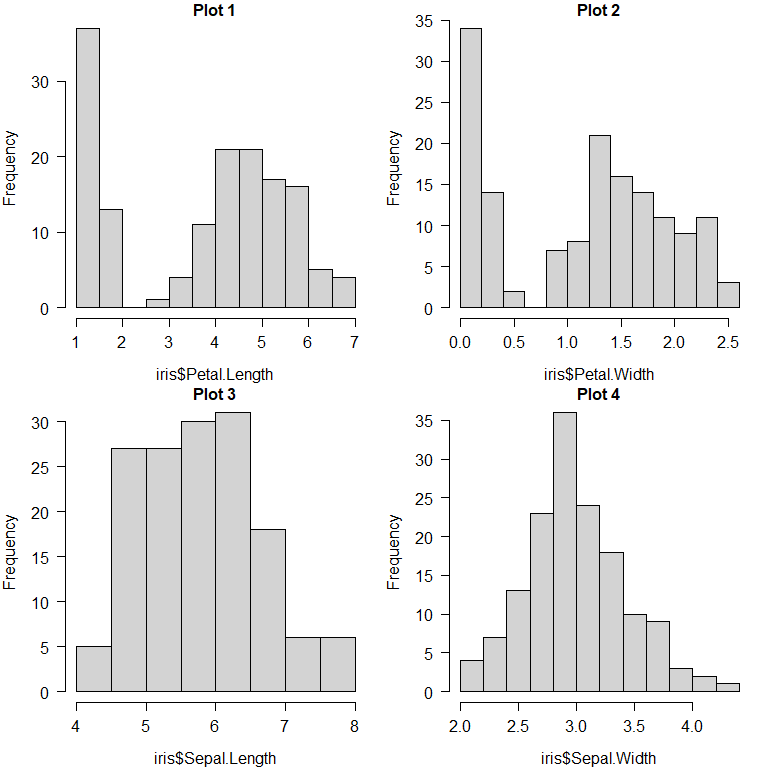 Plot 1
Frequency
30
20
10
0
1 2 3 4 5 6 7
iris$Petal.Length
Plot 2
Frequency
35
30
25
20
15
10
5
0
0.0 0.5 1.0 1.5 2.0 2.5
iris$Petal.Width
Plot 3
Frequency
30
25
20
15
10
5
0
4 5 6 7 8
iris$Sepal.Length
Plot 4
Frequency
35
30
25
20
15
10
5
0
2.0 2.5 3.0 3.5 4.0
iris$Sepal.Width